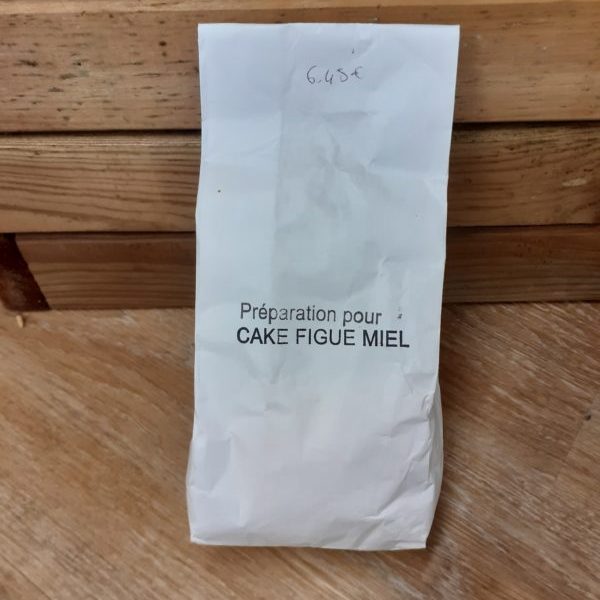 6.45€
Préparation pour
CAKE FIGUE MIEL